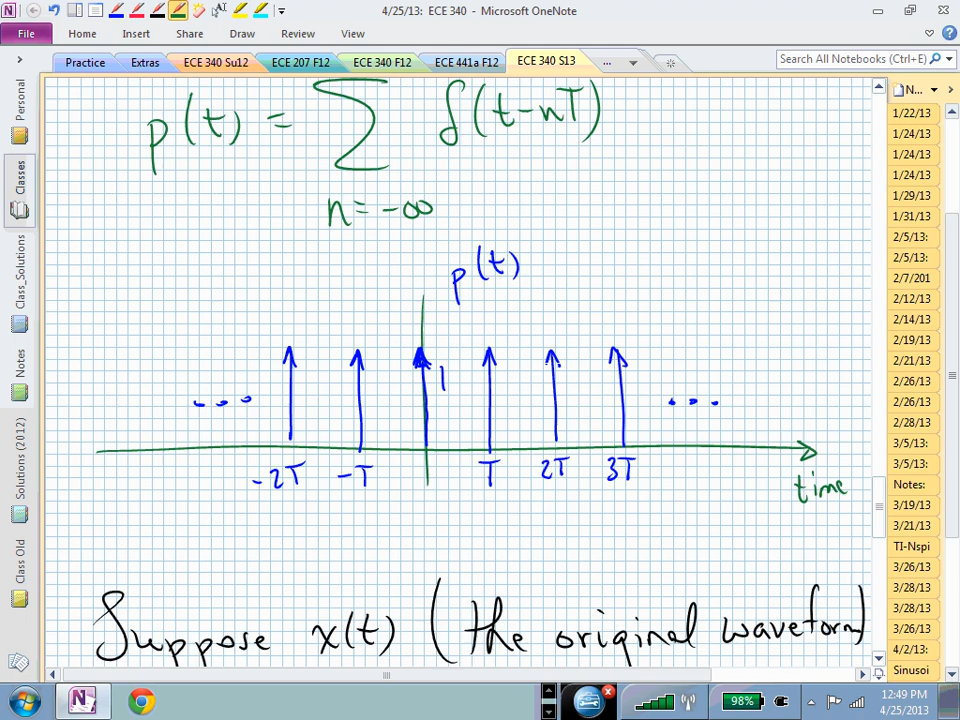 4/25/13: ECE 340 - Microsoft OneNote
File Home Insert Share Draw Review View
Practice Extras ECE 340 Su12 ECE 207 F12 ECE 340 F12 ECE 441a F12 ECE 340 S13 ...
Search All Notebooks (Ctrl+E)
Personal
Classes
Class_Solutions
Notes
Solutions (2012)
Class Old
p(t) = ∑ δ(t-nT)
n = -∞
p(t)
1
... ...
-2T -T T 2T 3T
time
Suppose x(t) (the original waveform)
N...
1/22/13
1/24/13
1/24/13
1/24/13
1/29/13
1/31/13
2/5/13:
2/5/13:
2/7/201
2/12/13
2/14/13
2/19/13
2/21/13
2/26/13
2/26/13
2/28/13
3/5/13:
3/5/13:
Notes:
3/19/13
3/21/13
TI-Nspi
3/26/13
3/28/13
3/28/13
3/26/13
4/2/13:
Sinusoi
98%
12:49 PM
4/25/2013